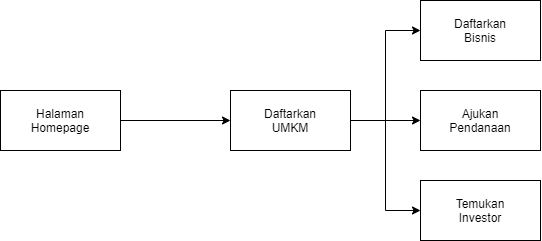 Halaman
Homepage
Daftarkan
UMKM
Daftarkan
Bisnis
Ajukan
Pendanaan
Temukan
Investor